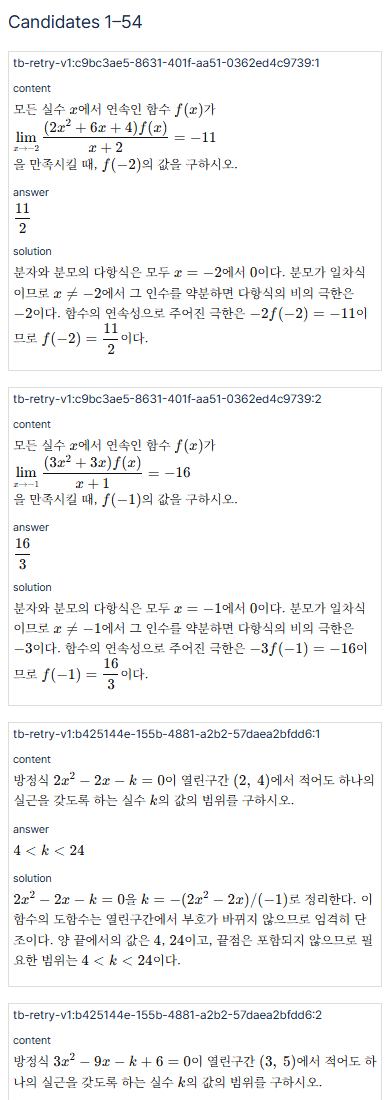 Candidates 1–54
tb-retry-v1:c9bc3ae5-8631-401f-aa51-0362ed4c9739:1
content
모든 실수 x에서 연속인 함수 f(x)가
lim_{x→−2} (2x² + 6x + 4)f(x) / (x + 2) = −11
을 만족시킬 때, f(−2)의 값을 구하시오.
answer
11/2
solution
분자와 분모의 다항식은 모두 x = −2에서 0이다. 분모가 일차식
이므로 x ≠ −2에서 그 인수를 약분하면 다항식의 비의 극한은
−2이다. 함수의 연속성으로 주어진 극한은 −2f(−2) = −11이
므로 f(−2) = 11/2이다.
tb-retry-v1:c9bc3ae5-8631-401f-aa51-0362ed4c9739:2
content
모든 실수 x에서 연속인 함수 f(x)가
lim_{x→−1} (3x² + 3x)f(x) / (x + 1) = −16
을 만족시킬 때, f(−1)의 값을 구하시오.
answer
16/3
solution
분자와 분모의 다항식은 모두 x = −1에서 0이다. 분모가 일차식
이므로 x ≠ −1에서 그 인수를 약분하면 다항식의 비의 극한은
−3이다. 함수의 연속성으로 주어진 극한은 −3f(−1) = −16이
므로 f(−1) = 16/3이다.
tb-retry-v1:b425144e-155b-4881-a2b2-57daea2bfdd6:1
content
방정식 2x² − 2x − k = 0이 열린구간 (2, 4)에서 적어도 하나의
실근을 갖도록 하는 실수 k의 값의 범위를 구하시오.
answer
4 < k < 24
solution
2x² − 2x − k = 0을 k = −(2x² − 2x)/(−1)로 정리한다. 이
함수의 도함수는 열린구간에서 부호가 바뀌지 않으므로 엄격히 단
조이다. 양 끝에서의 값은 4, 24이고, 끝점은 포함되지 않으므로 필
요한 범위는 4 < k < 24이다.
tb-retry-v1:b425144e-155b-4881-a2b2-57daea2bfdd6:2
content
방정식 3x² − 9x − k + 6 = 0이 열린구간 (3, 5)에서 적어도 하
나의 실근을 갖도록 하는 실수 k의 값의 범위를 구하시오.